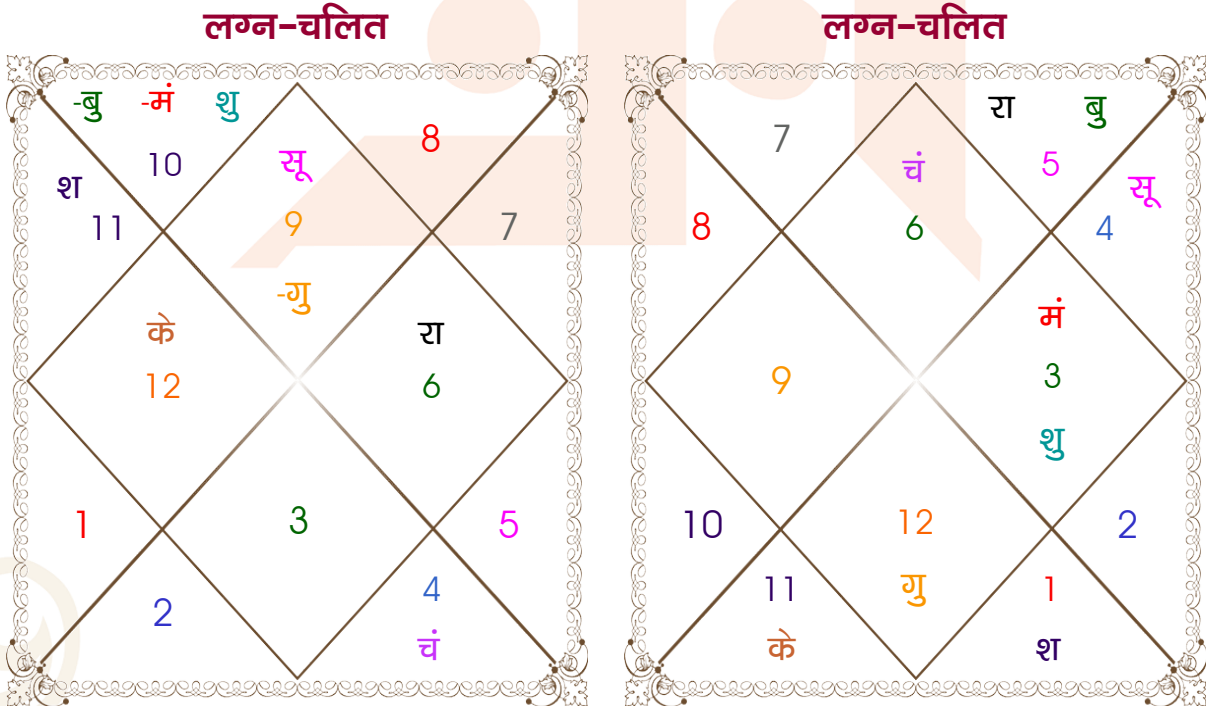 लग्न-चलित
-बु -मं शु
8
10
सू
श
11
9
7
-गु
के
रा
12
6
1
3
5
2
4
चं
लग्न-चलित
रा बु
7
चं
5
सू
8
6
4
मं
9
3
शु
10
12
2
11
गु
1
के
श